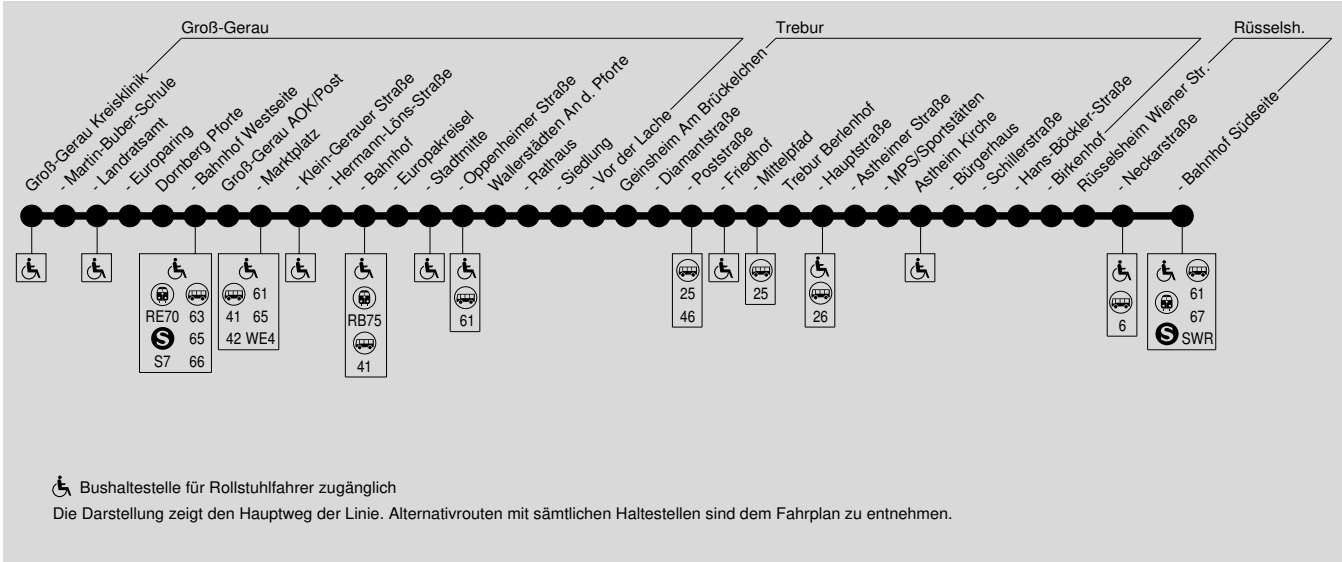 Groß-Gerau
Trebur
Rüsselsh.
Groß-Gerau Kreisklinik
- Martin-Buber-Schule
- Landratsamt
- Europaring
Dornberg Pforte
- Bahnhof Westseite
Groß-Gerau AOK/Post
- Marktplatz
- Klein-Gerauer Straße
- Hermann-Löns-Straße
- Bahnhof
- Europakreisel
- Stadtmitte
- Oppenheimer Straße
Wallerstädten An d. Pforte
- Rathaus
- Siedlung
- Vor der Lache
Geinsheim Am Brückelchen
- Diamantstraße
- Poststraße
- Friedhof
- Mittelpfad
Trebur Berlenhof
- Hauptstraße
- Astheimer Straße
- MPS/Sportstätten
Astheim Kirche
- Bürgerhaus
- Schillerstraße
- Hans-Böckler-Straße
- Birkenhof
Rüsselsheim Wiener Str.
- Neckarstraße
- Bahnhof Südseite
RE70 63
S 65
S7 66
61
41 65
42 WE4
RB75
41
61
25
46
25
26
6
61
67
S SWR
Bushaltestelle für Rollstuhlfahrer zugänglich
Die Darstellung zeigt den Hauptweg der Linie. Alternativrouten mit sämtlichen Haltestellen sind dem Fahrplan zu entnehmen.